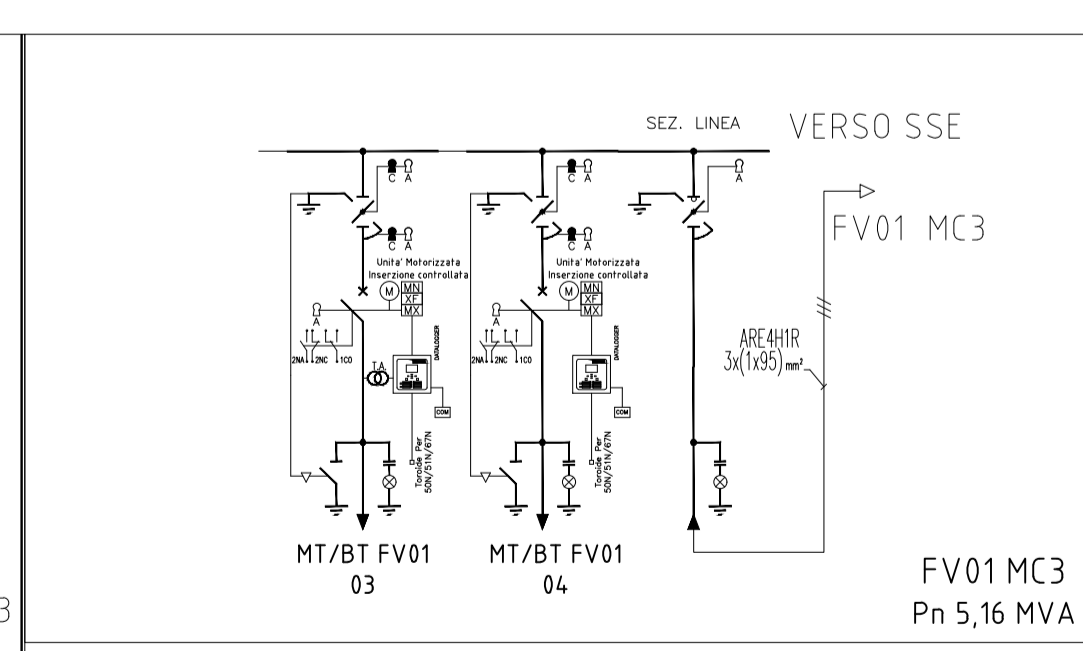 SEZ. LINEA
VERSO SSE
FV01 MC3
C A
C A
A
C A
C A
Unita' Motorizzata
Inserzione controllata
Unita' Motorizzata
Inserzione controllata
M
MN
XF
MX
M
MN
XF
MX
A
A
DATALOGGER
DATALOGGER
2NA 2NC 1CO
2NA 2NC 1CO
T.A.
COM
COM
Toroide Per
50N/51N/67N
Toroide Per
50N/51N/67N
ARE4H1R
3x(1x95) mm²
MT/BT FV01
03
MT/BT FV01
04
FV01 MC3
Pn 5,16 MVA
3